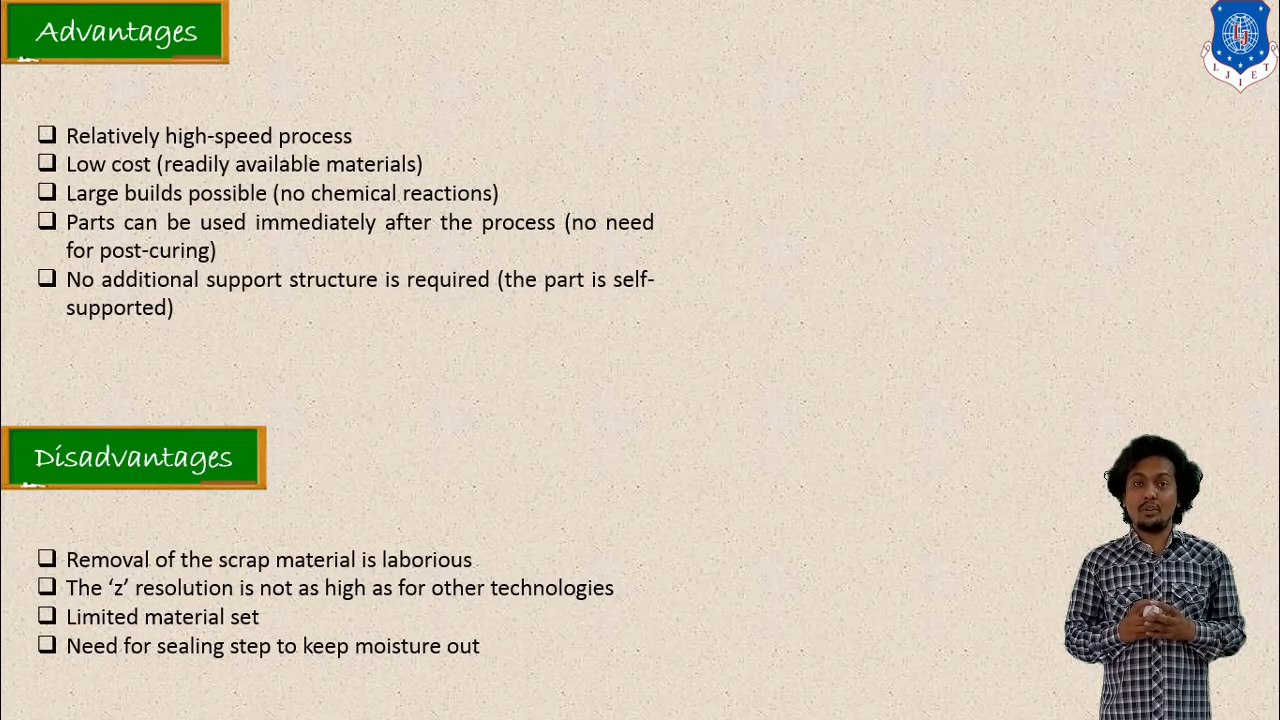 Advantages
Relatively high-speed process
Low cost (readily available materials)
Large builds possible (no chemical reactions)
Parts can be used immediately after the process (no need
for post-curing)
No additional support structure is required (the part is self-
supported)
Disadvantages
Removal of the scrap material is laborious
The ‘z’ resolution is not as high as for other technologies
Limited material set
Need for sealing step to keep moisture out
LJ
L J I E T